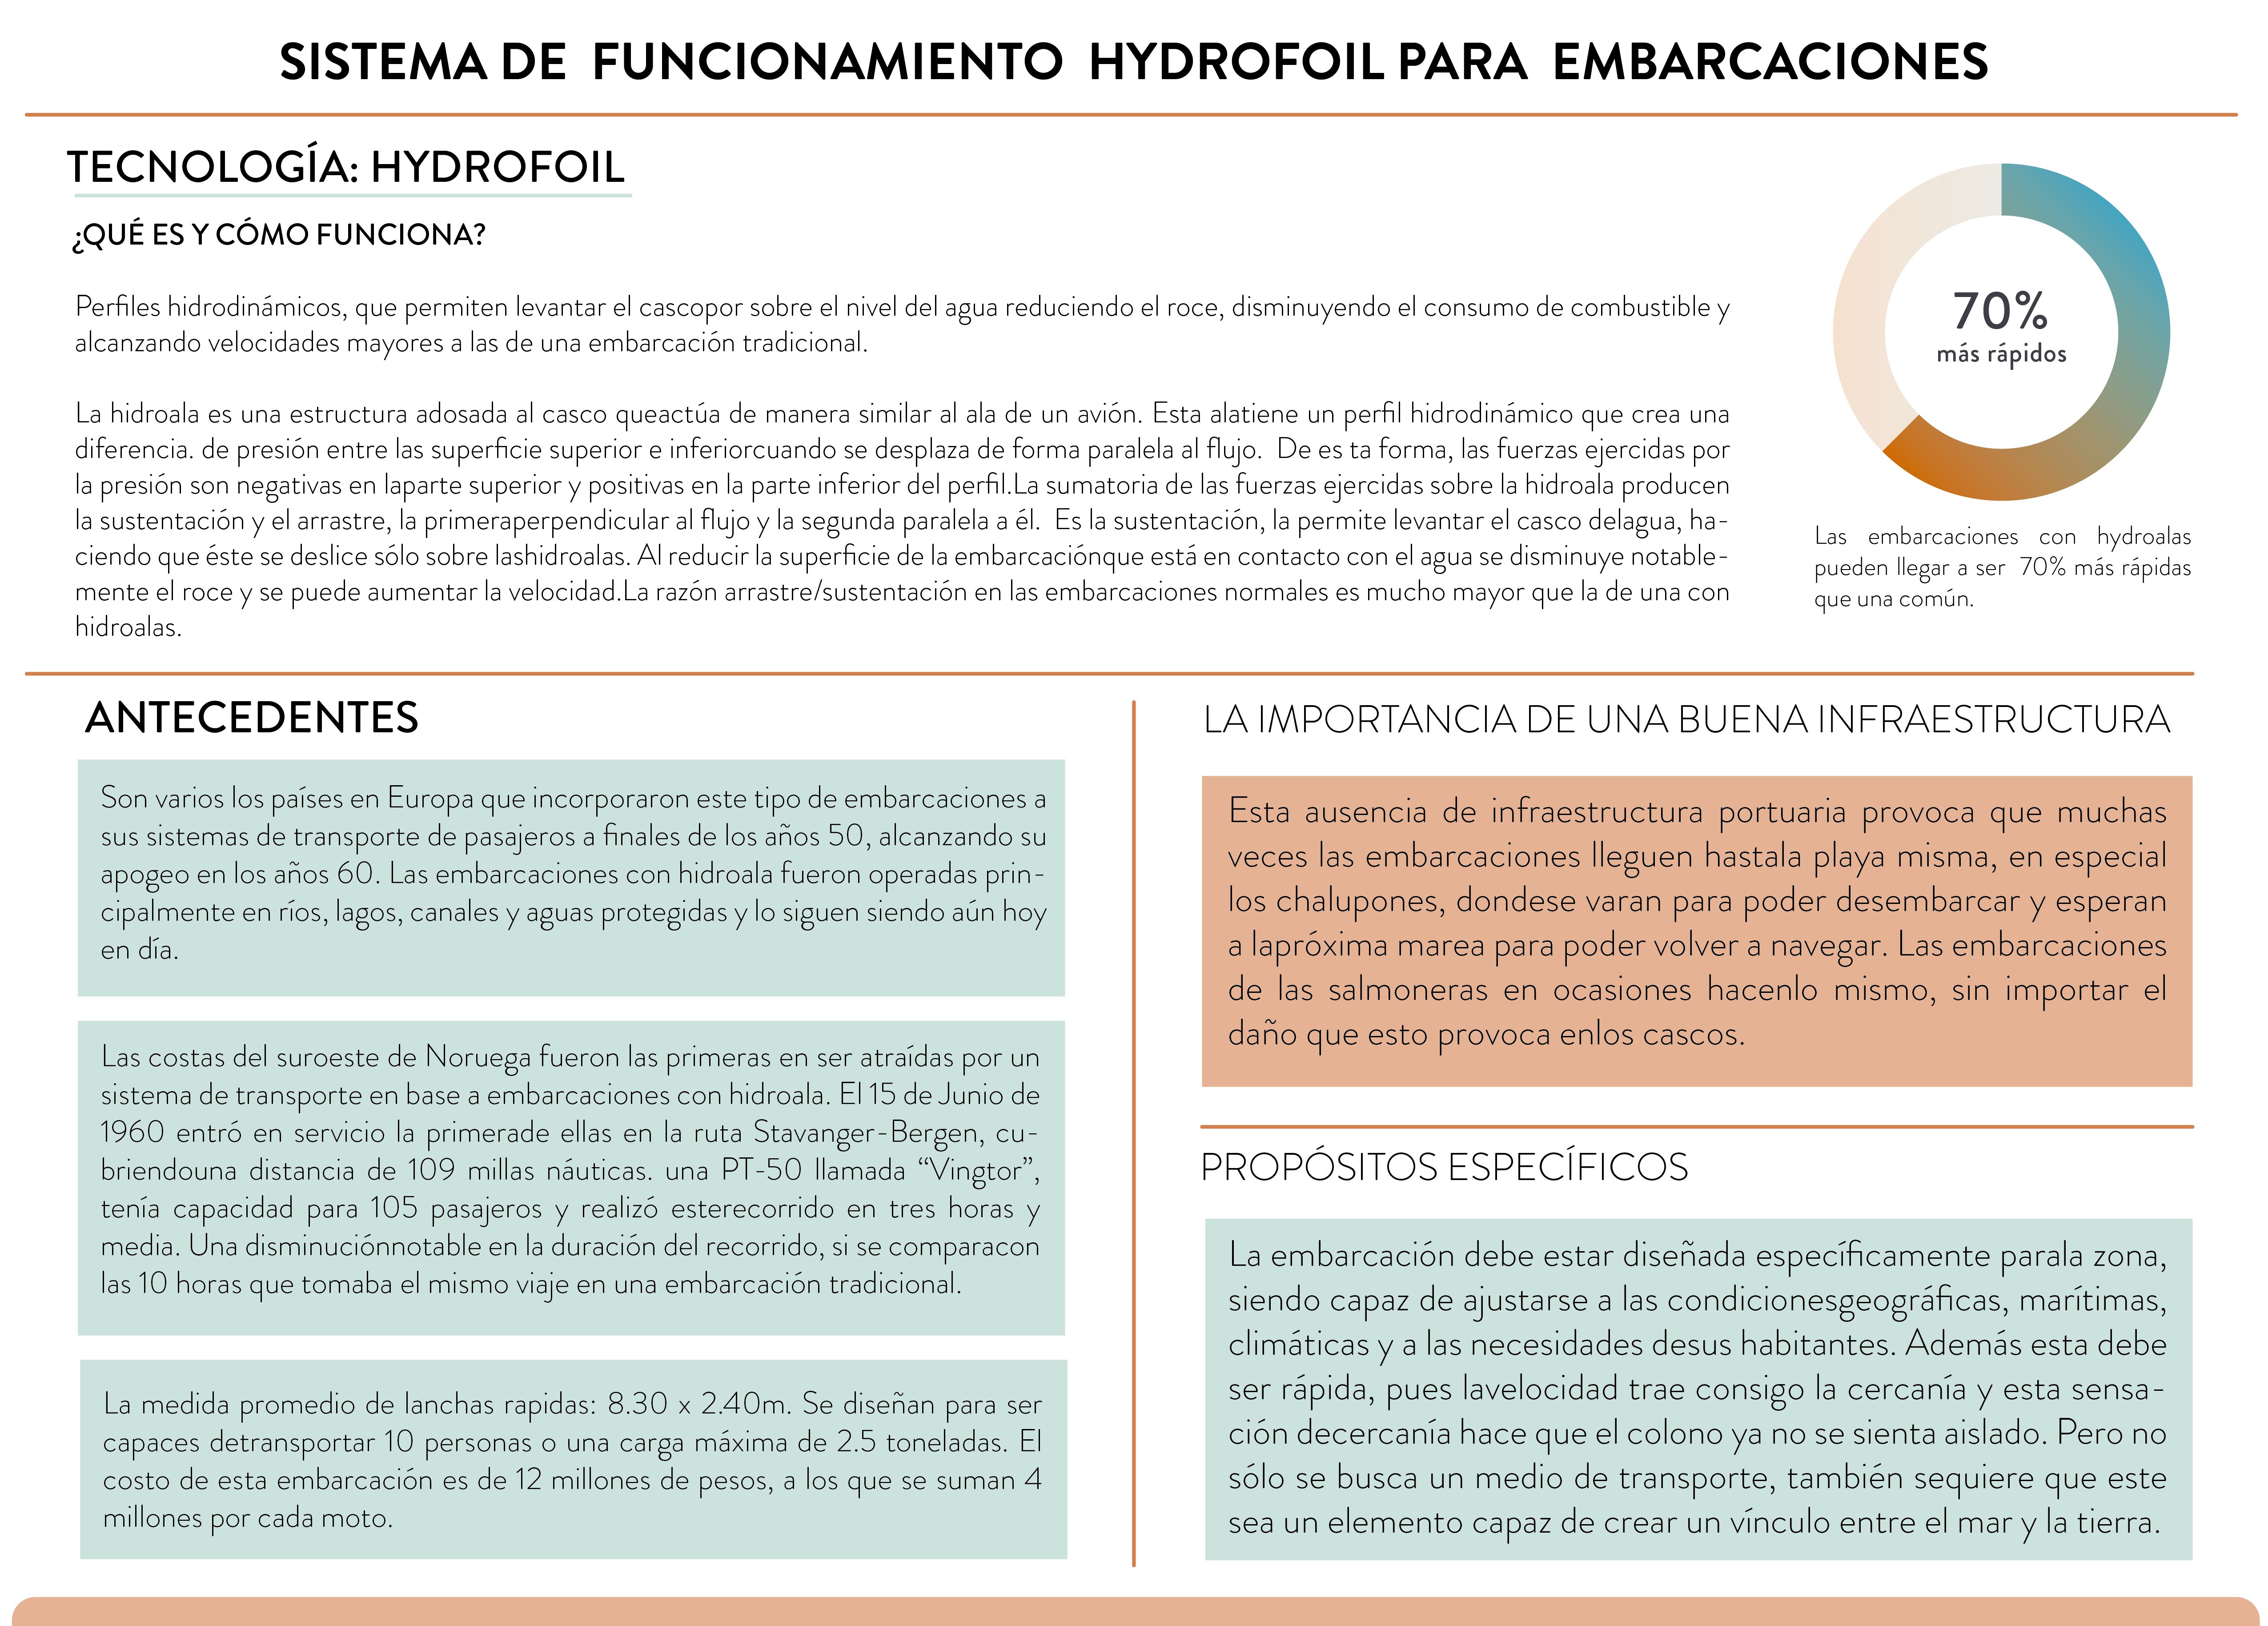 SISTEMA DE FUNCIONAMIENTO HYDROFOIL PARA EMBARCACIONES
TECNOLOGÍA: HYDROFOIL
¿QUÉ ES Y CÓMO FUNCIONA?
Perfiles hidrodinámicos, que permiten levantar el cascopor sobre el nivel del agua reduciendo el roce, disminuyendo el consumo de combustible y
alcanzando velocidades mayores a las de una embarcación tradicional.
La hidroala es una estructura adosada al casco queactúa de manera similar al ala de un avión. Esta alatiene un perfil hidrodinámico que crea una
diferencia. de presión entre las superficie superior e inferiorcuando se desplaza de forma paralela al flujo. De es ta forma, las fuerzas ejercidas por
la presión son negativas en laparte superior y positivas en la parte inferior del perfil.La sumatoria de las fuerzas ejercidas sobre la hidroala producen
la sustentación y el arrastre, la primeraperpendicular al flujo y la segunda paralela a él. Es la sustentación, la permite levantar el casco delagua, ha-
ciendo que éste se deslice sólo sobre lashidroalas. Al reducir la superficie de la embarcaciónque está en contacto con el agua se disminuye notable-
mente el roce y se puede aumentar la velocidad.La razón arrastre/sustentación en las embarcaciones normales es mucho mayor que la de una con
hidroalas.
70%
más rápidos
Las embarcaciones con hydroalas
pueden llegar a ser 70% más rápidas
que una común.
ANTECEDENTES
Son varios los países en Europa que incorporaron este tipo de embarcaciones a
sus sistemas de transporte de pasajeros a finales de los años 50, alcanzando su
apogeo en los años 60. Las embarcaciones con hidroala fueron operadas prin-
cipalmente en ríos, lagos, canales y aguas protegidas y lo siguen siendo aún hoy
en día.
Las costas del suroeste de Noruega fueron las primeras en ser atraídas por un
sistema de transporte en base a embarcaciones con hidroala. El 15 de Junio de
1960 entró en servicio la primerade ellas en la ruta Stavanger-Bergen, cu-
briendouna distancia de 109 millas náuticas. una PT-50 llamada “Vingtor”,
tenía capacidad para 105 pasajeros y realizó esterecorrido en tres horas y
media. Una disminuciónnotable en la duración del recorrido, si se comparacon
las 10 horas que tomaba el mismo viaje en una embarcación tradicional.
La medida promedio de lanchas rapidas: 8.30 x 2.40m. Se diseñan para ser
capaces detransportar 10 personas o una carga máxima de 2.5 toneladas. El
costo de esta embarcación es de 12 millones de pesos, a los que se suman 4
millones por cada moto.
LA IMPORTANCIA DE UNA BUENA INFRAESTRUCTURA
Esta ausencia de infraestructura portuaria provoca que muchas
veces las embarcaciones lleguen hastala playa misma, en especial
los chalupones, dondese varan para poder desembarcar y esperan
a lapróxima marea para poder volver a navegar. Las embarcaciones
de las salmoneras en ocasiones hacenlo mismo, sin importar el
daño que esto provoca enlos cascos.
PROPÓSITOS ESPECÍFICOS
La embarcación debe estar diseñada específicamente parala zona,
siendo capaz de ajustarse a las condicionesgeográficas, marítimas,
climáticas y a las necesidades desus habitantes. Además esta debe
ser rápida, pues lavelocidad trae consigo la cercanía y esta sensa-
ción decercanía hace que el colono ya no se sienta aislado. Pero no
sólo se busca un medio de transporte, también sequiere que este
sea un elemento capaz de crear un vínculo entre el mar y la tierra.